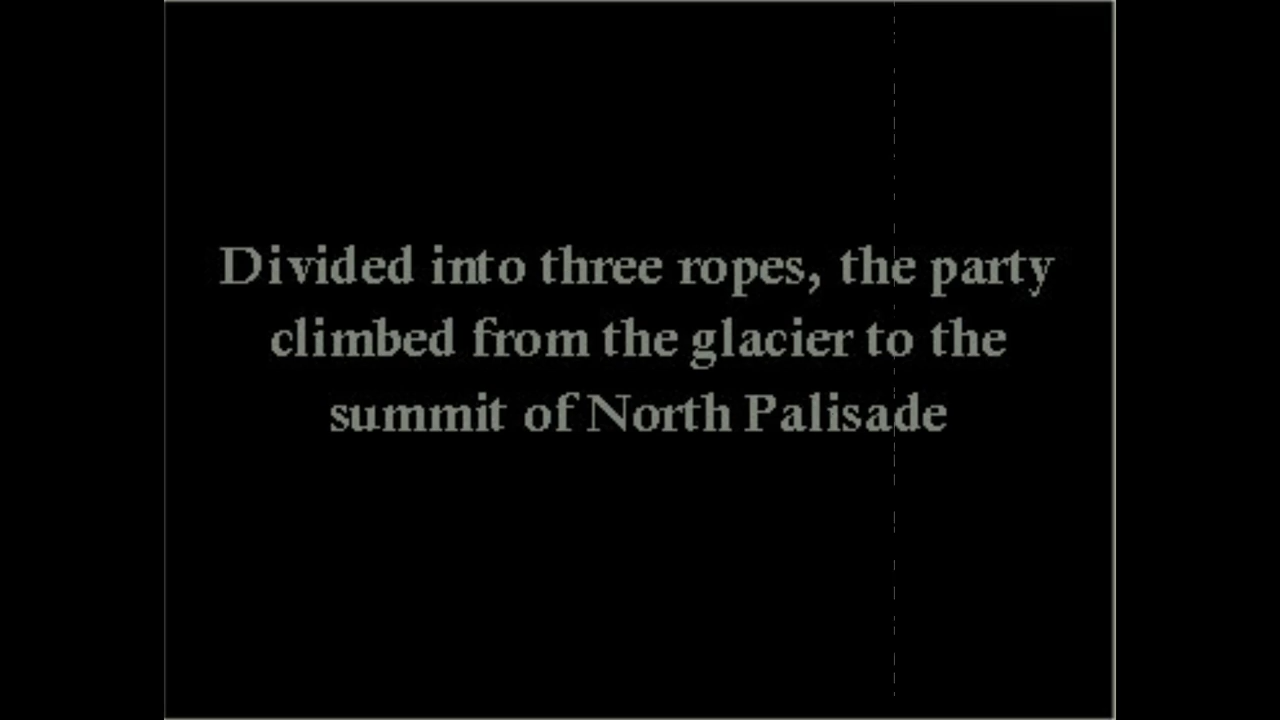 Divided into three ropes, the party
climbed from the glacier to the
summit of North Palisade